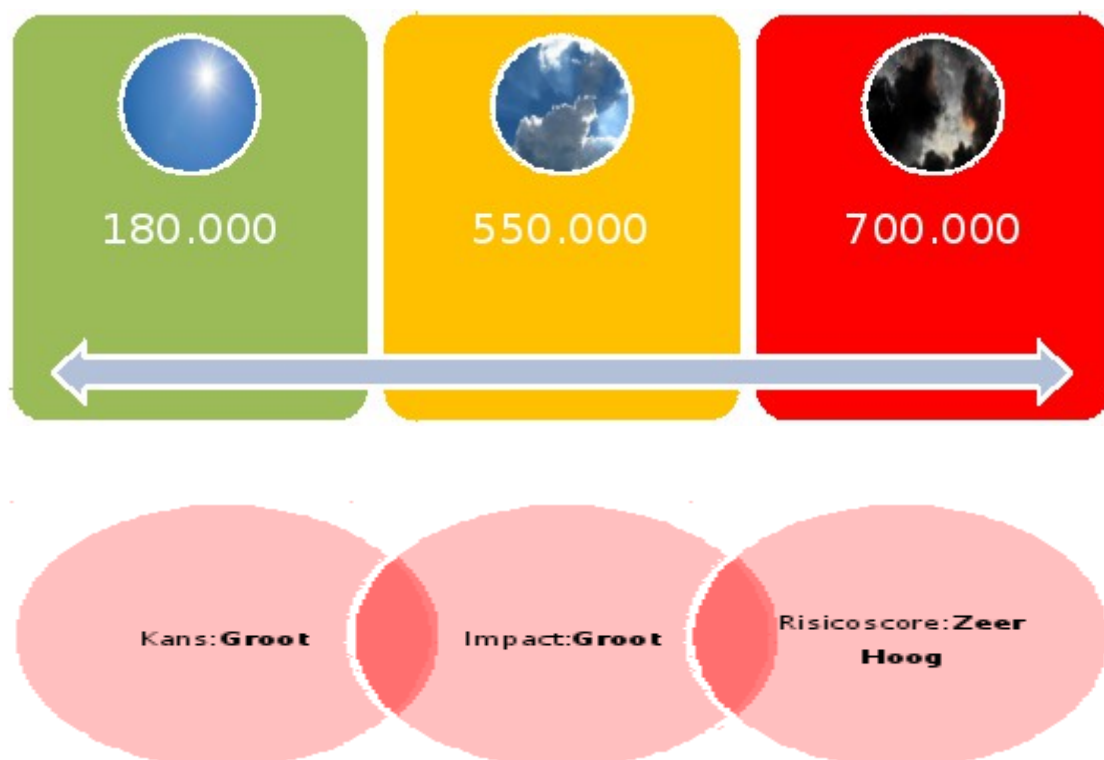 180.000
550.000
700.000
Kans:Groot
Impact:Groot
Risicoscore:Zeer
Hoog